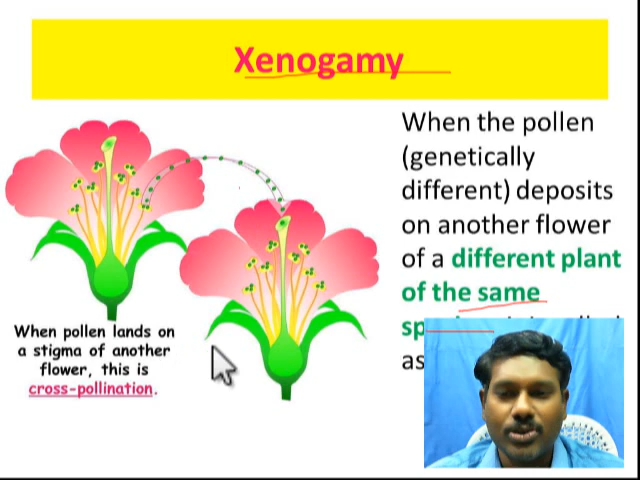 Xenogamy
When the pollen
(genetically
different) deposits
on another flower
of a different plant
of the same
as
When pollen lands on
a stigma of another
flower, this is
cross-pollination.